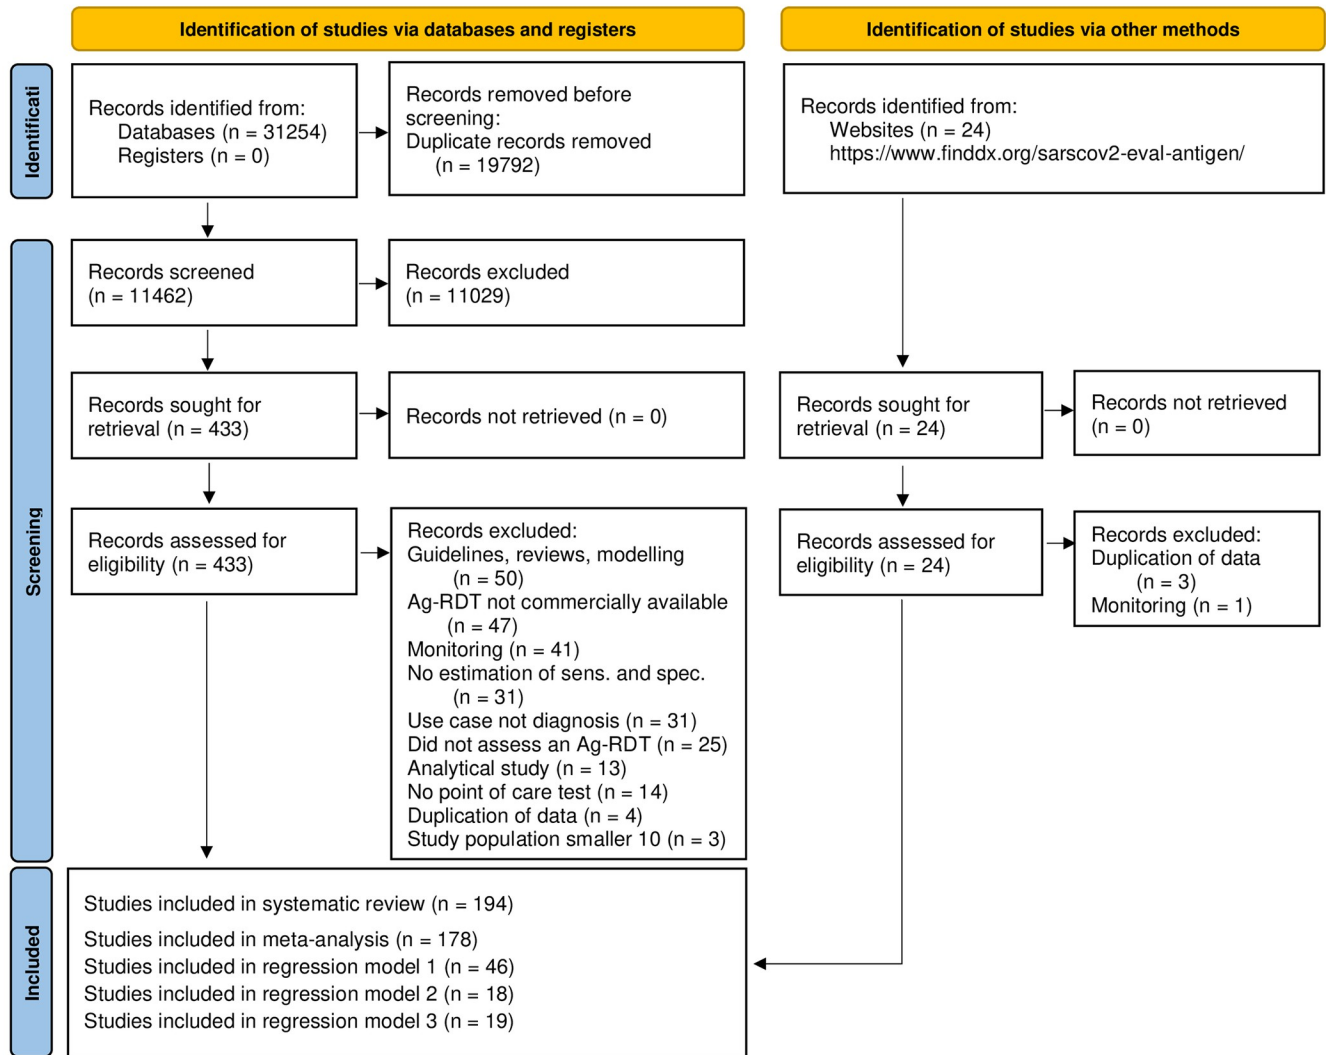 Identification of studies via databases and registers
Identification of studies via other methods
Identificati
Records identified from:
Databases (n = 31254)
Registers (n = 0)
Records removed before
screening:
Duplicate records removed
(n = 19792)
Records identified from:
Websites (n = 24)
https://www.finddx.org/sarscov2-eval-antigen/
Screening
Records screened
(n = 11462)
Records excluded
(n = 11029)
Records sought for
retrieval (n = 433)
Records not retrieved (n = 0)
Records sought for
retrieval (n = 24)
Records not retrieved
(n = 0)
Records assessed for
eligibility (n = 433)
Records excluded:
Guidelines, reviews, modelling
(n = 50)
Ag-RDT not commercially available
(n = 47)
Monitoring (n = 41)
No estimation of sens. and spec.
(n = 31)
Use case not diagnosis (n = 31)
Did not assess an Ag-RDT (n = 25)
Analytical study (n = 13)
No point of care test (n = 14)
Duplication of data (n = 4)
Study population smaller 10 (n = 3)
Records assessed for
eligibility (n = 24)
Records excluded:
Duplication of data
(n = 3)
Monitoring (n = 1)
Included
Studies included in systematic review (n = 194)
Studies included in meta-analysis (n = 178)
Studies included in regression model 1 (n = 46)
Studies included in regression model 2 (n = 18)
Studies included in regression model 3 (n = 19)